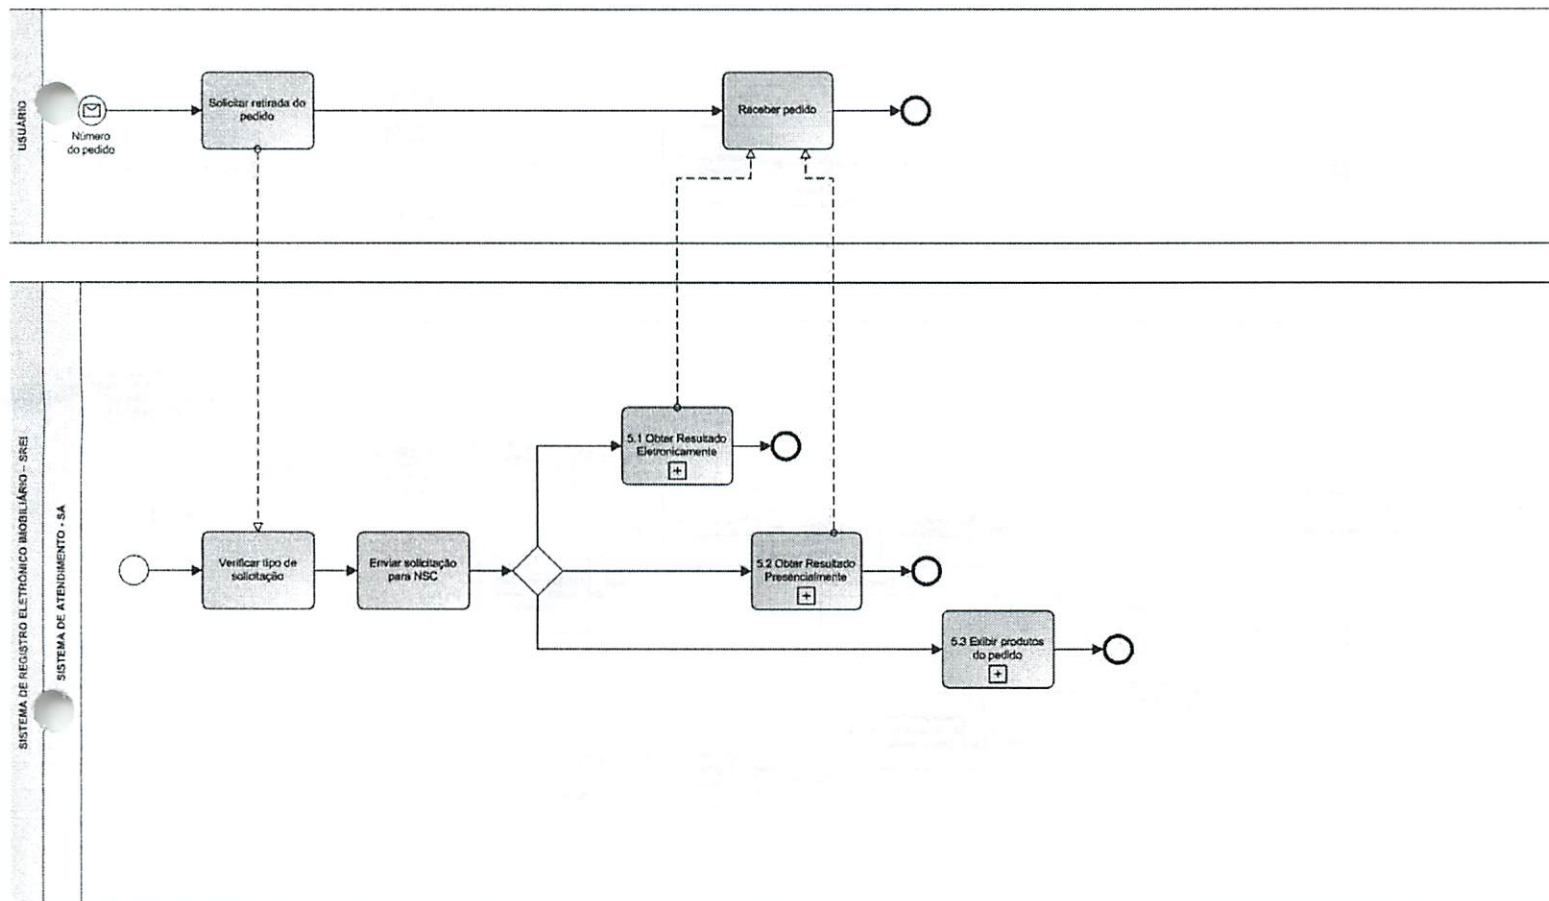 USUÁRIO
Número
do pedido
Solicitar retirada do
pedido
Receber pedido
SISTEMA DE REGISTRO ELETRÔNICO IMOBILIÁRIO – SREI
SISTEMA DE ATENDIMENTO - SA
5.1 Obter Resultado
Eletronicamente
Verificar tipo de
solicitação
Enviar solicitação
para NSC
5.2 Obter Resultado
Presencialmente
5.3 Exibir produtos
do pedido